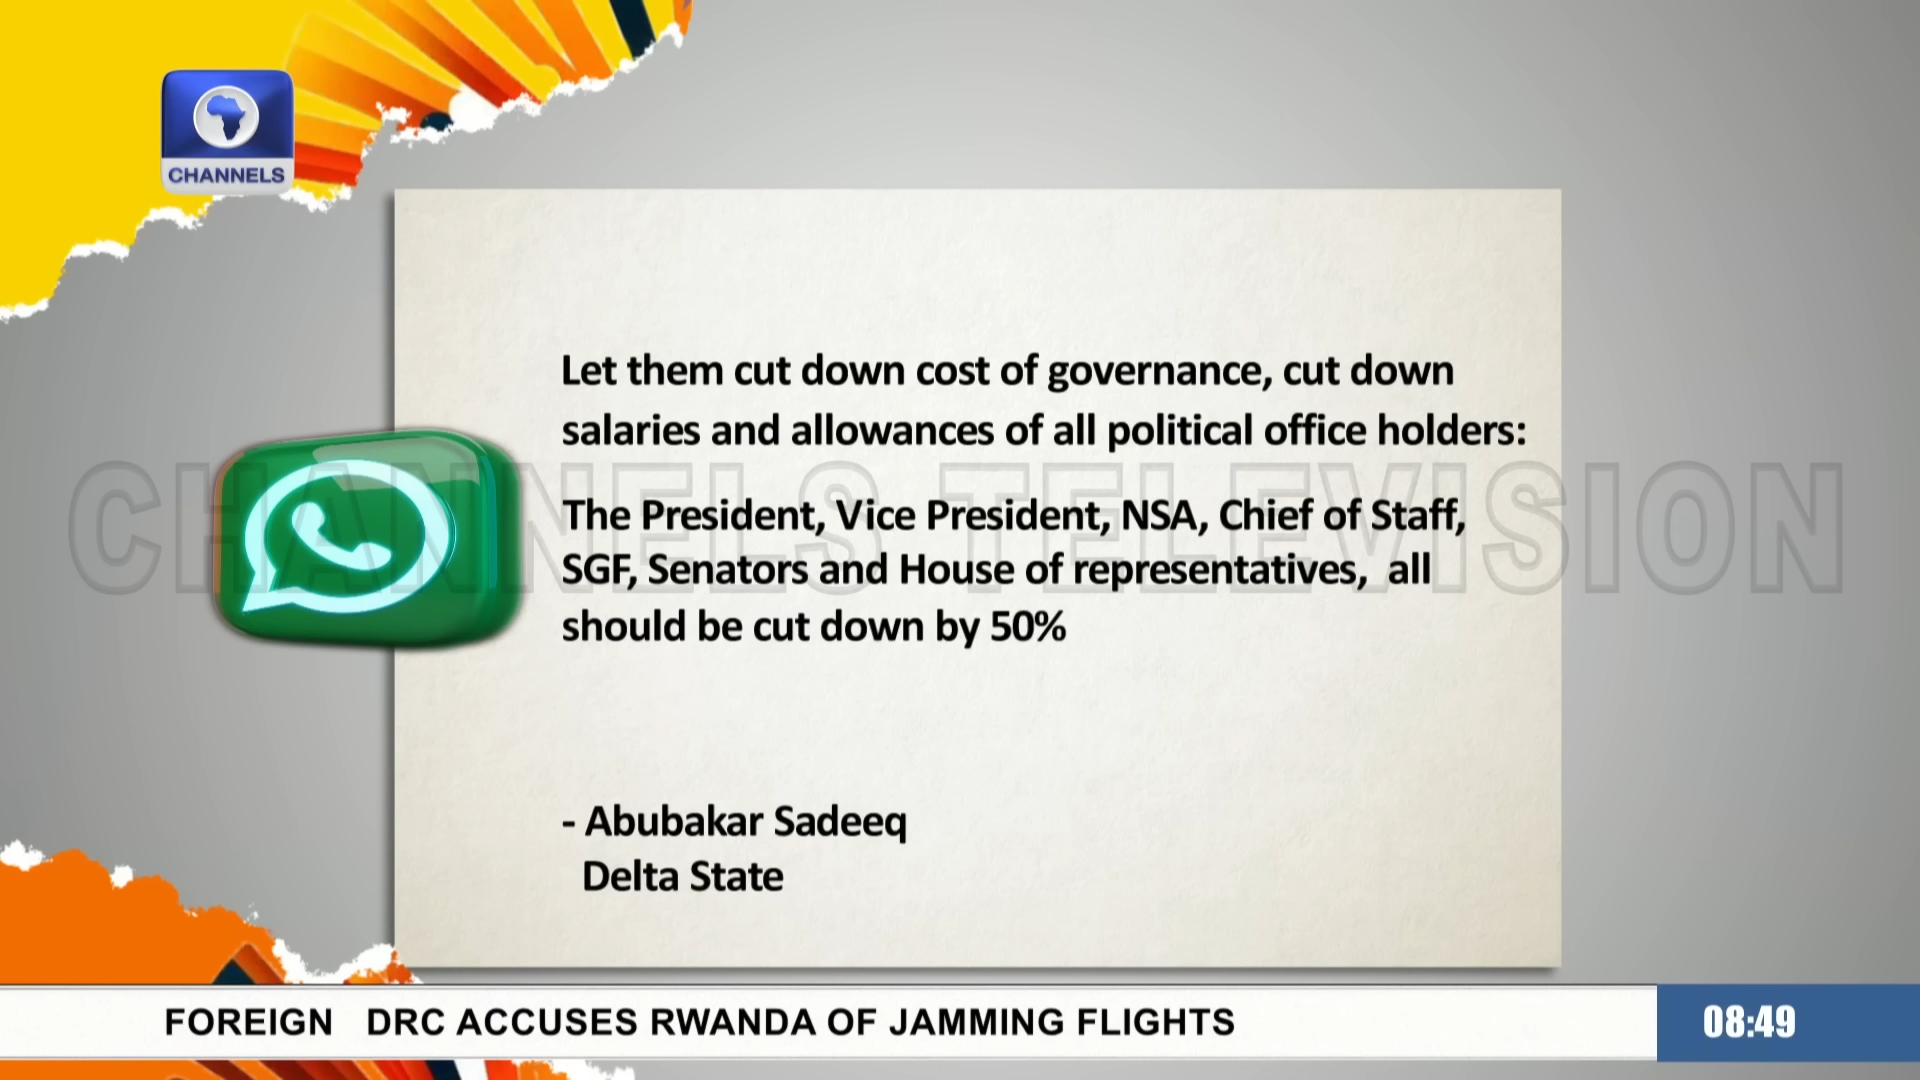 CHANNELS
Let them cut down cost of governance, cut down
salaries and allowances of all political office holders:
CHANNELS TELEVISION
The President, Vice President, NSA, Chief of Staff,
SGF, Senators and House of representatives, all
should be cut down by 50%
- Abubakar Sadeeq
Delta State
FOREIGN DRC ACCUSES RWANDA OF JAMMING FLIGHTS
08:49